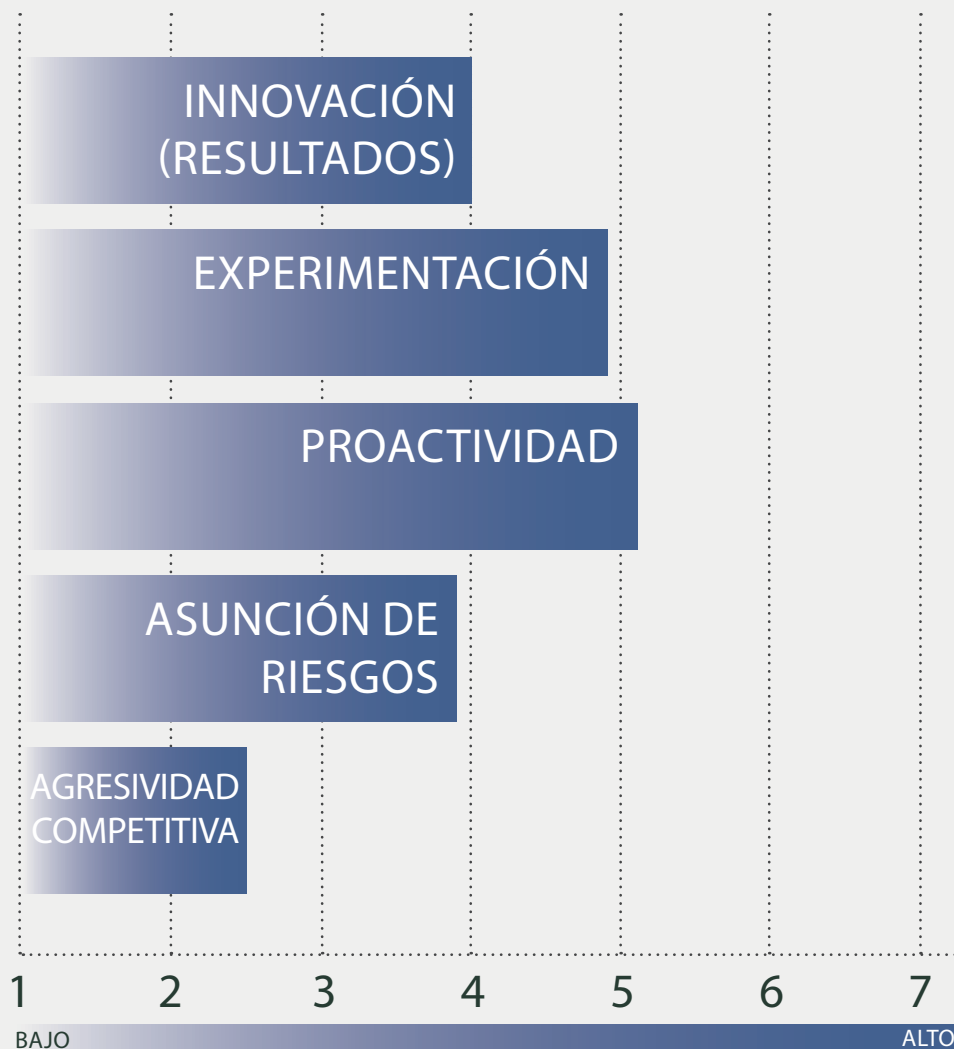 INNOVACIÓN
(RESULTADOS)
EXPERIMENTACIÓN
PROACTIVIDAD
ASUNCIÓN DE
RIESGOS
AGRESIVIDAD
COMPETITIVA
1 2 3 4 5 6 7
BAJO ALTO